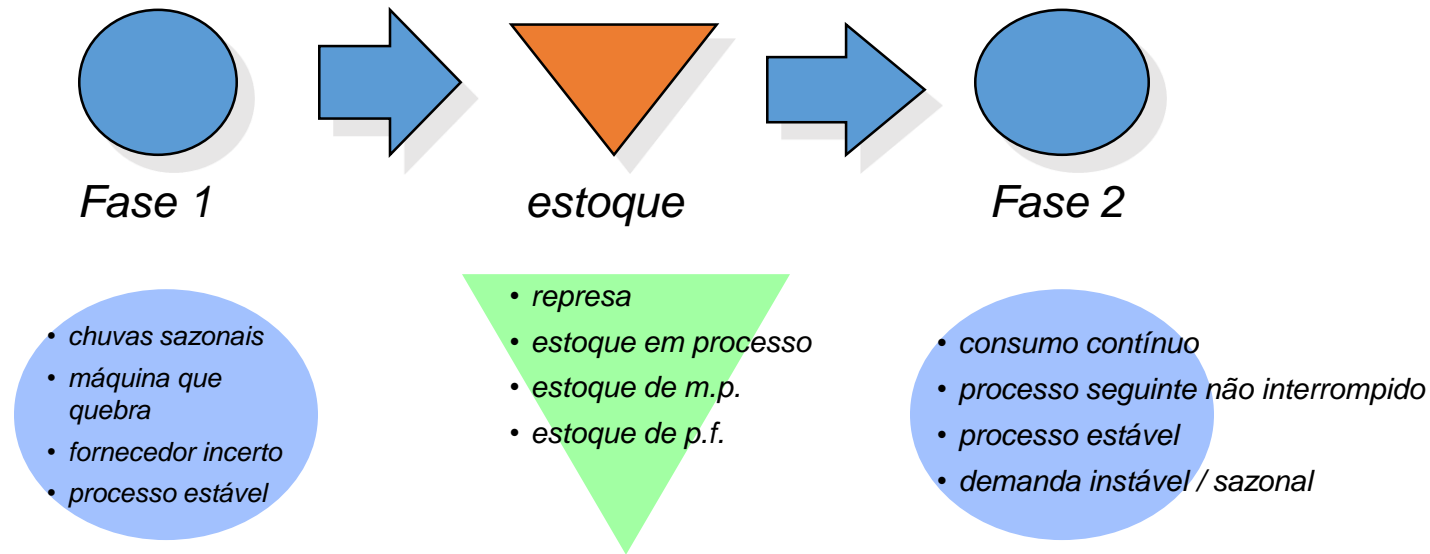 Fase 1
estoque
Fase 2
• chuvas sazonais
• máquina que
quebra
• fornecedor incerto
• processo estável
• represa
• estoque em processo
• estoque de m.p.
• estoque de p.f.
• consumo contínuo
• processo seguinte não interrompido
• processo estável
• demanda instável / sazonal